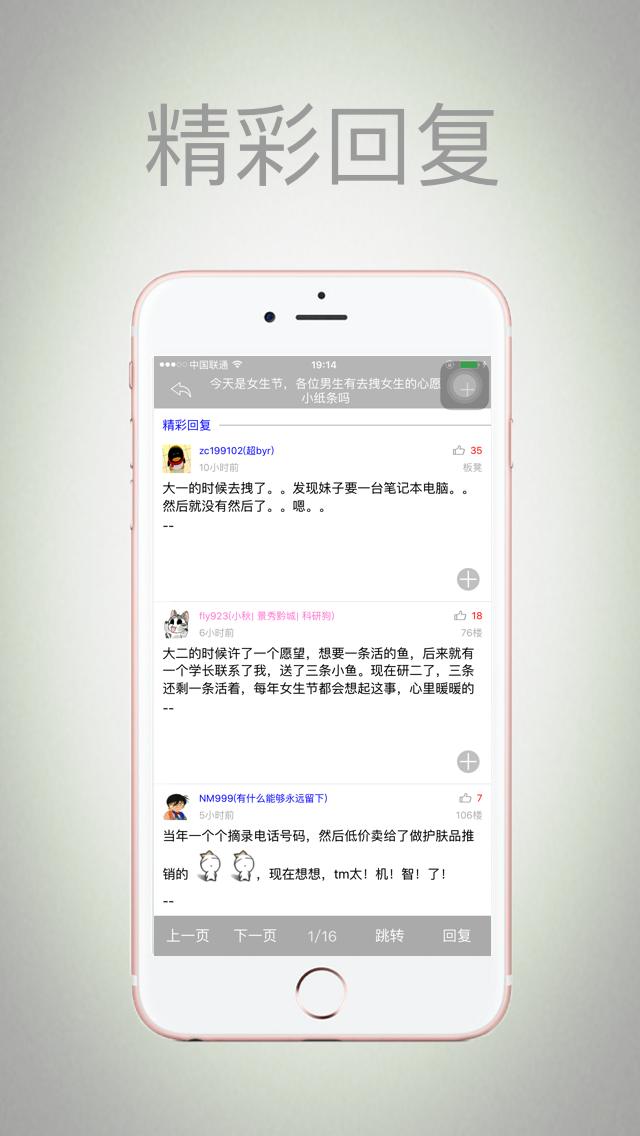 精彩回复
中国联通 19:14
今天是女生节，各位男生有去拽女生的心愿
小纸条吗
精彩回复
zc199102(超byr) 35
10小时前 板凳
大一的时候去拽了。。发现妹子要一台笔记本电脑。。
然后就没有然后了。。嗯。。
--
fly923(小秋| 景秀黔城| 科研狗) 18
6小时前 76楼
大二的时候许了一个愿望，想要一条活的鱼，后来就有
一个学长联系了我，送了三条小鱼。现在研二了，三条
还剩一条活着，每年女生节都会想起这事，心里暖暖的
--
NM999(有什么能够永远留下) 7
5小时前 106楼
当年一个个摘录电话号码，然后低价卖给了做护肤品推
销的 ，现在想想，tm太！机！智！了！
--
上一页 下一页 1/16 跳转 回复